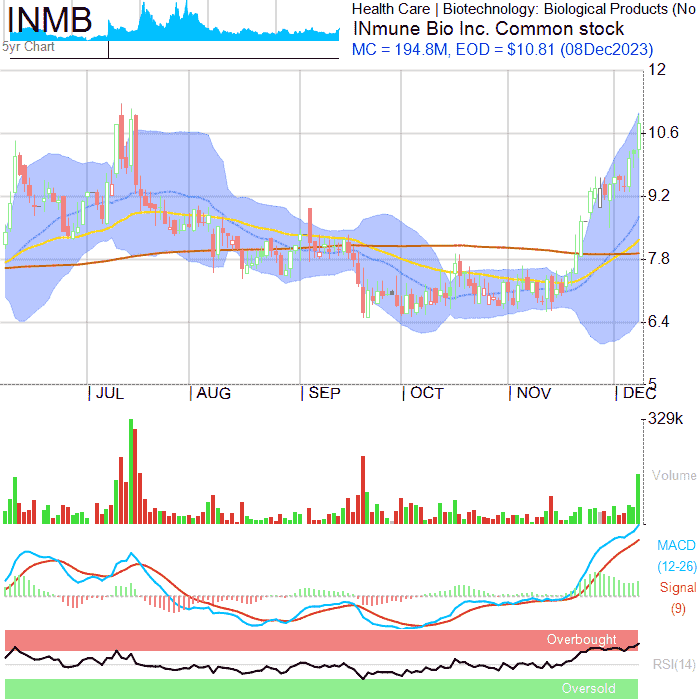 INMB
5yr Chart
Health Care | Biotechnology: Biological Products (No
INmune Bio Inc. Common stock
MC = 194.8M, EOD = $10.81 (08Dec2023)
12
10.6
9.2
7.8
6.4
5
JUL AUG SEP OCT NOV DEC
329k
Volume
MACD
(12-26)
Signal
(9)
Overbought
RSI(14)
Oversold